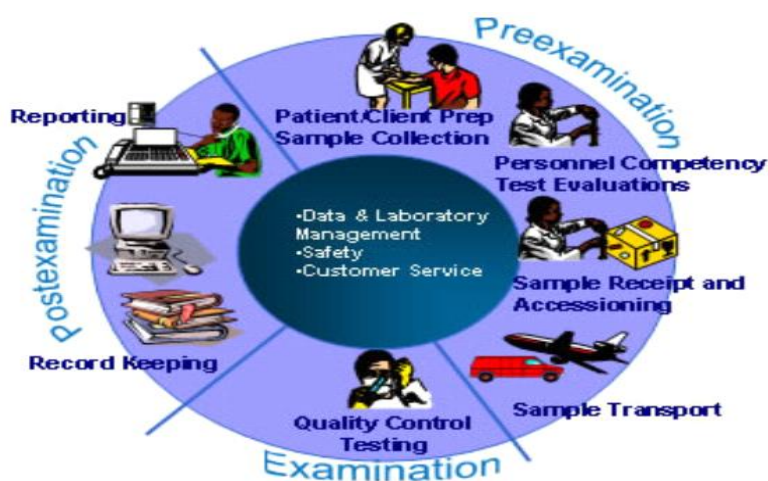 Preexamination
Patient/Client Prep
Sample Collection
Personnel Competency
Test Evaluations
Sample Receipt and
Accessioning
Sample Transport
Examination
Quality Control
Testing
Postexamination
Reporting
Record Keeping
•Data & Laboratory
Management
•Safety
•Customer Service